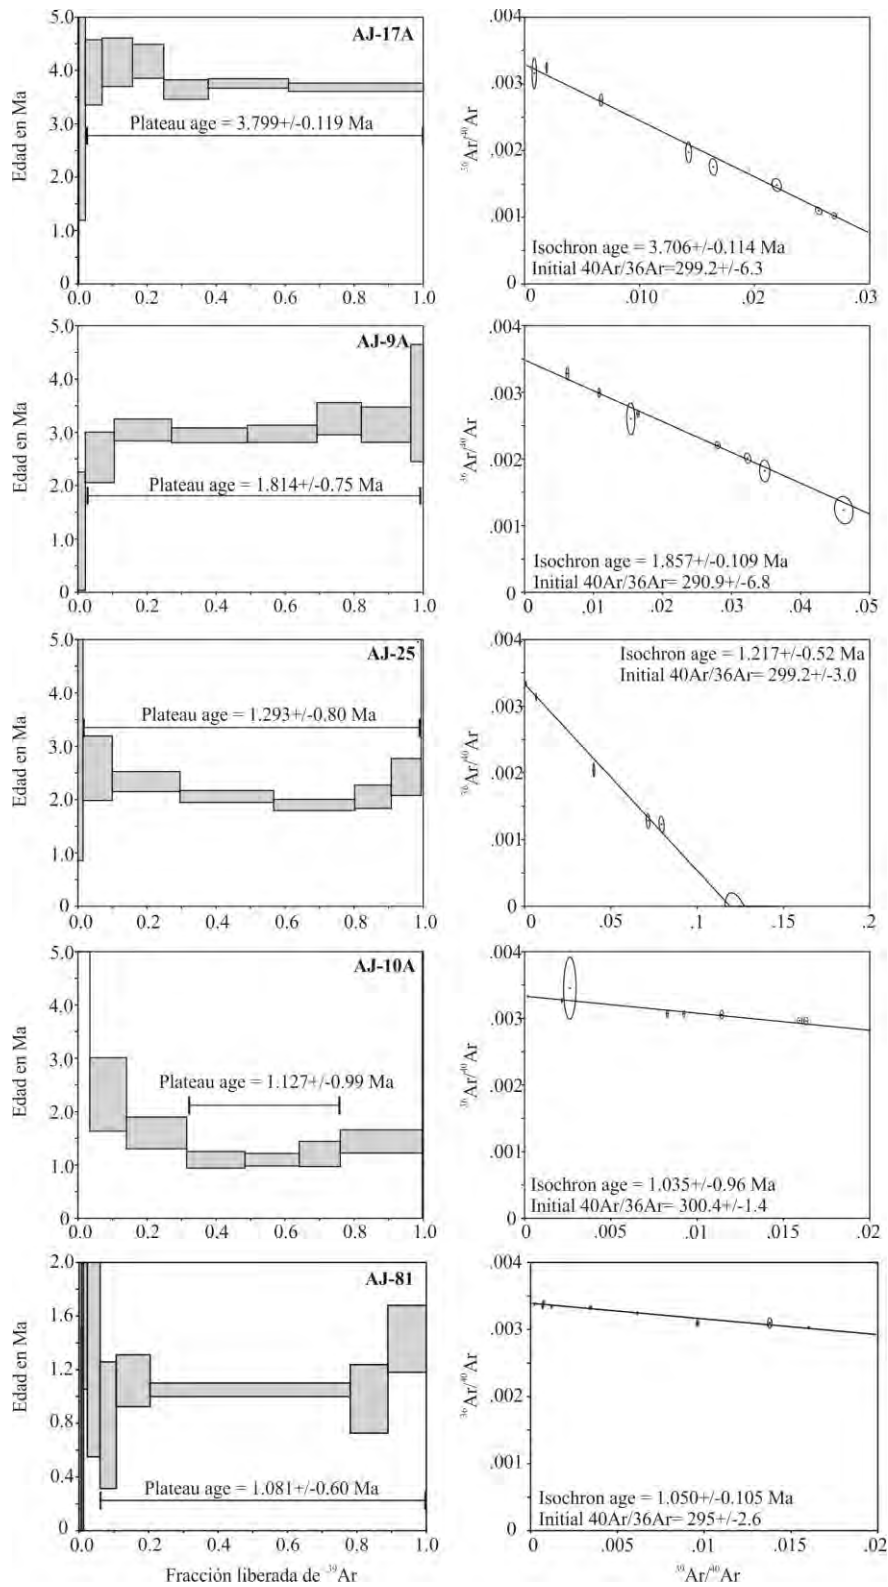 5.0
AJ-17A
4.0
3.0
Plateau age = 3.799+/-0.119 Ma
2.0
1.0
0
Edad en Ma
0.0 0.2 0.4 0.6 0.8 1.0
.004
.003
.002
.001
0
³⁶Ar/⁴⁰Ar
Isochron age = 3.706+/-0.114 Ma
Initial 40Ar/36Ar=299.2+/-6.3
0 .010 .02 .03
5.0
AJ-9A
4.0
3.0
Plateau age = 1.814+/-0.75 Ma
2.0
1.0
0
Edad en Ma
0.0 0.2 0.4 0.6 0.8 1.0
.004
.003
.002
.001
0
³⁶Ar/⁴⁰Ar
Isochron age = 1.857+/-0.109 Ma
Initial 40Ar/36Ar= 290.9+/-6.8
0 .01 .02 .03 .04 .05
5.0
AJ-25
4.0
Plateau age = 1.293+/-0.80 Ma
3.0
2.0
1.0
0
Edad en Ma
0.0 0.2 0.4 0.6 0.8 1.0
.004
Isochron age = 1.217+/-0.52 Ma
Initial 40Ar/36Ar= 299.2+/-3.0
.003
.002
.001
0
³⁶Ar/⁴⁰Ar
0 .05 .1 .15 .2
5.0
AJ-10A
4.0
3.0
Plateau age = 1.127+/-0.99 Ma
2.0
1.0
0
Edad en Ma
0.0 0.2 0.4 0.6 0.8 1.0
.004
.003
.002
.001
0
³⁶Ar/⁴⁰Ar
Isochron age = 1.035+/-0.96 Ma
Initial 40Ar/36Ar= 300.4+/-1.4
0 .005 .01 .015 .02
2.0
AJ-81
1.6
1.2
0.8
0.4
Plateau age = 1.081+/-0.60 Ma
0
Edad en Ma
0.0 0.2 0.4 0.6 0.8 1.0
Fracción liberada de ³⁹Ar
.004
.003
.002
.001
0
³⁶Ar/⁴⁰Ar
Isochron age = 1.050+/-0.105 Ma
Initial 40Ar/36Ar= 295+/-2.6
0 .005 .01 .015 .02
³⁹Ar/⁴⁰Ar